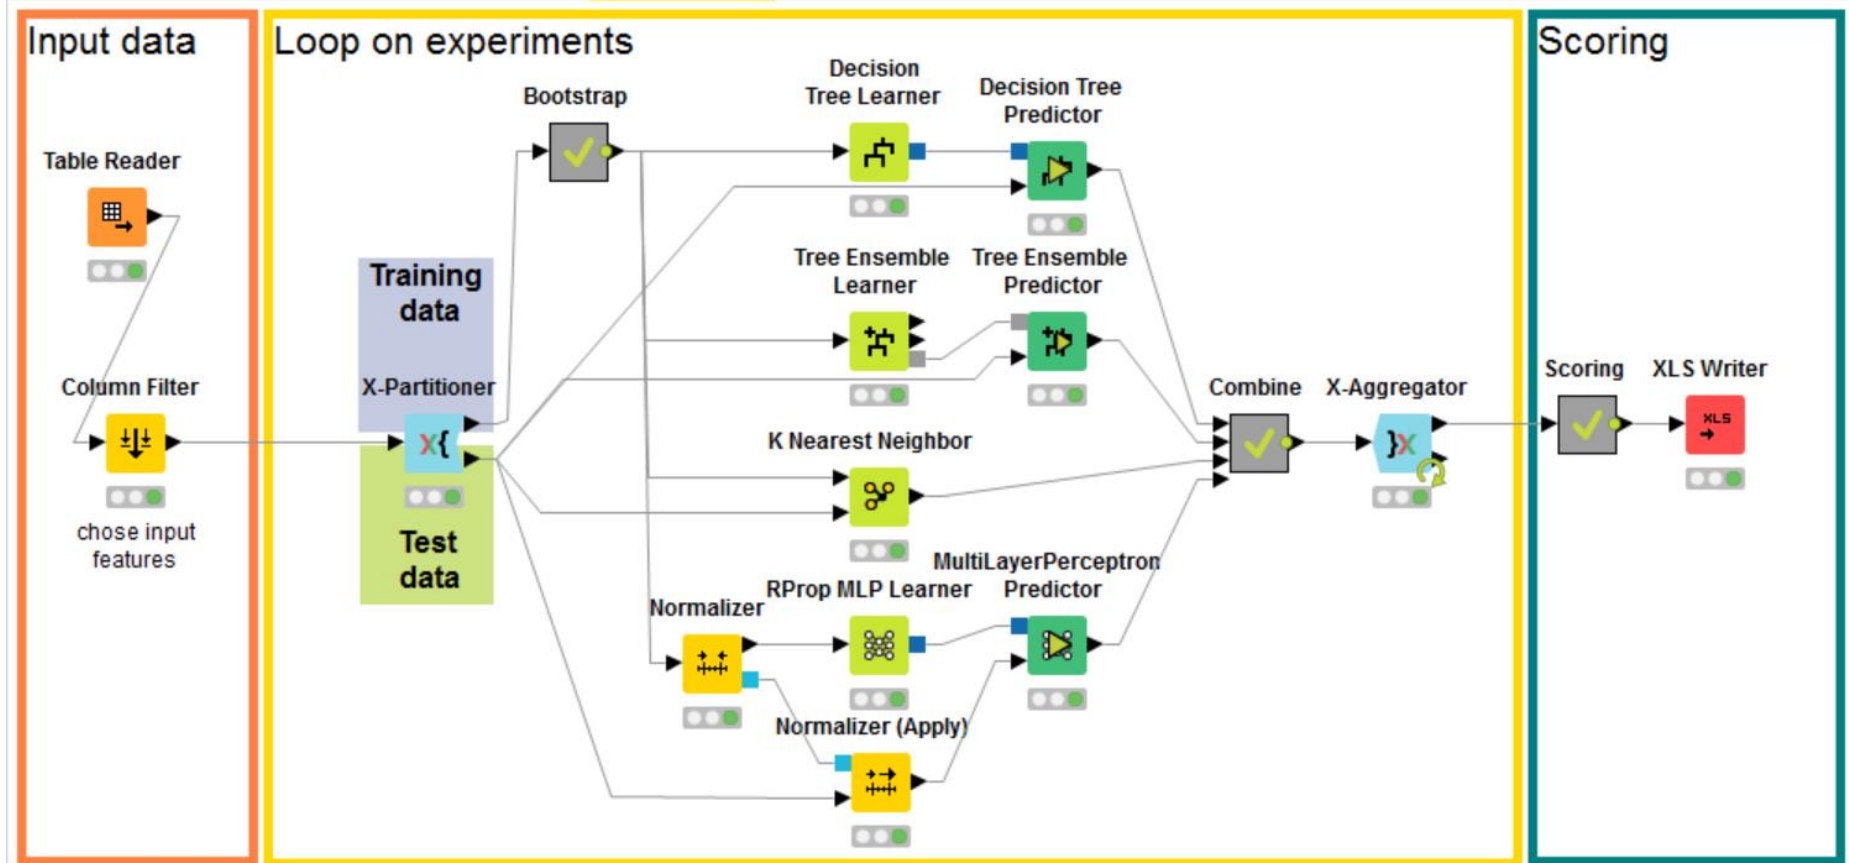 Input data
Loop on experiments
Scoring
Table Reader
Column Filter
chose input
features
Training
data
X-Partitioner
X{
Test
data
Bootstrap
Decision
Tree Learner
Decision Tree
Predictor
Tree Ensemble
Learner
Tree Ensemble
Predictor
K Nearest Neighbor
Normalizer
RProp MLP Learner
MultiLayerPerceptron
Predictor
Normalizer (Apply)
Combine
X-Aggregator
}X
Scoring
XLS Writer
XLS